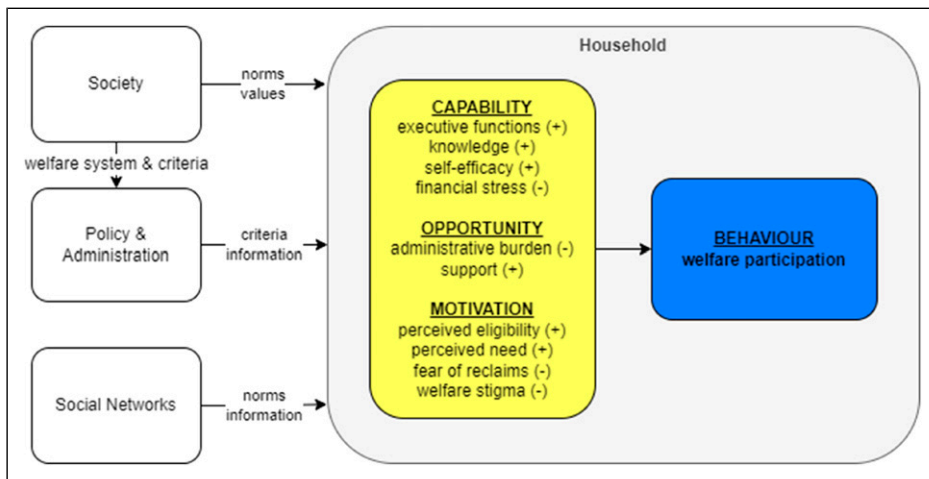 Household
Society
norms
values
welfare system & criteria
Policy &
Administration
criteria
information
Social Networks
norms
information
CAPABILITY
executive functions (+)
knowledge (+)
self-efficacy (+)
financial stress (-)
OPPORTUNITY
administrative burden (-)
support (+)
MOTIVATION
perceived eligibility (+)
perceived need (+)
fear of reclaims (-)
welfare stigma (-)
BEHAVIOUR
welfare participation